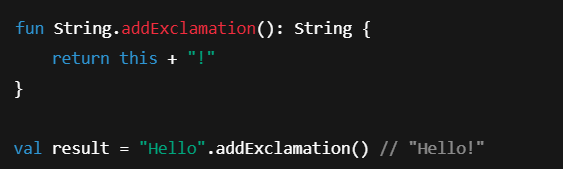 fun String.addExclamation(): String {
    return this + "!"
}

val result = "Hello".addExclamation() // "Hello!"